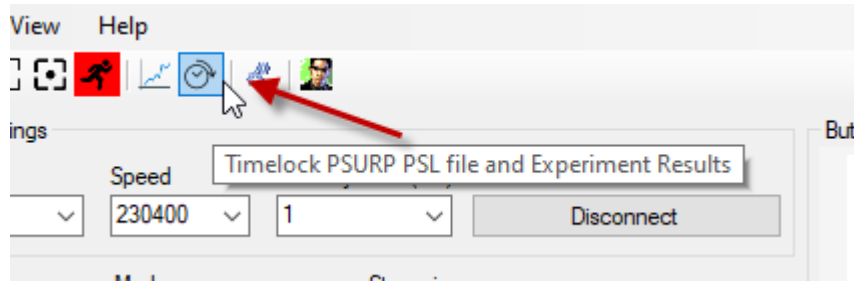 View Help
ings
But
Timelock PSURP PSL file and Experiment Results
Speed
230400
1
Disconnect